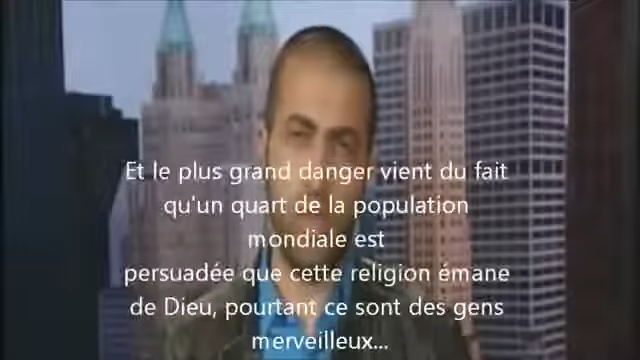 Et le plus grand danger vient du fait
qu'un quart de la population
mondiale est
persuadée que cette religion émane
de Dieu, pourtant ce sont des gens
merveilleux...